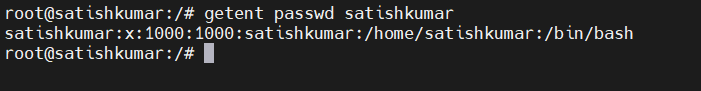 root@satishkumar:/# getent passwd satishkumar
satishkumar:x:1000:1000:satishkumar:/home/satishkumar:/bin/bash
root@satishkumar:/#